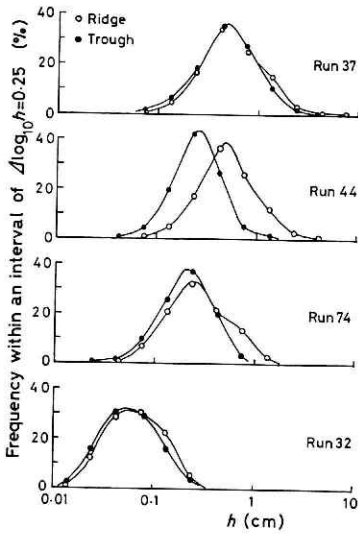 Frequency within an interval of Δlog₁₀h=0.25 (%)
○ Ridge
● Trough
40
20
0
Run 37
40
20
0
Run 44
40
20
0
Run 74
40
20
0
Run 32
0.01 0.1 1 10
h (cm)